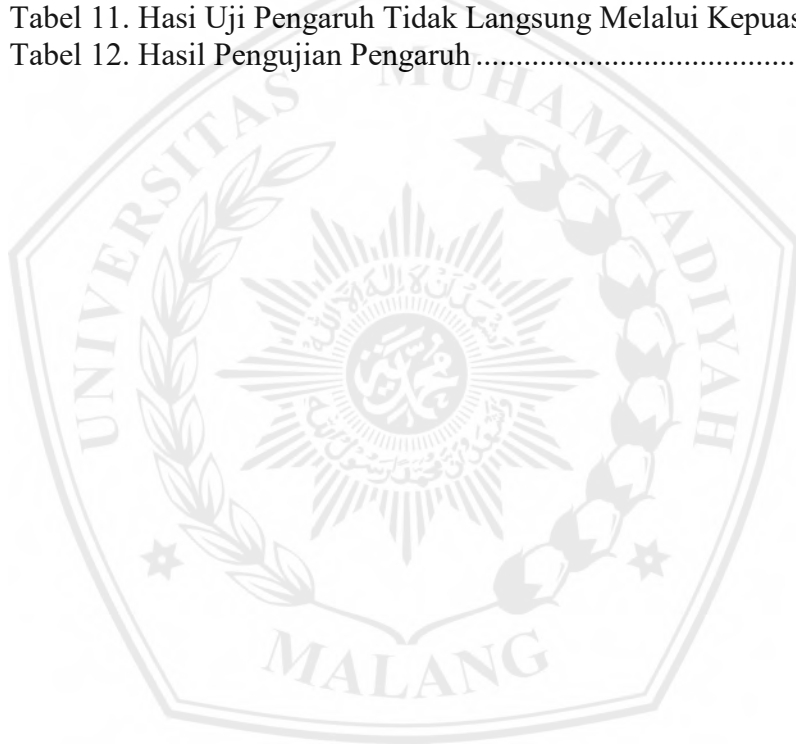 Tabel 11. Hasi Uji Pengaruh Tidak Langsung Melalui Kepuas
Tabel 12. Hasil Pengujian Pengaruh ........................................
UNIVERSITAS MUHAMMADIYAH
MALANG